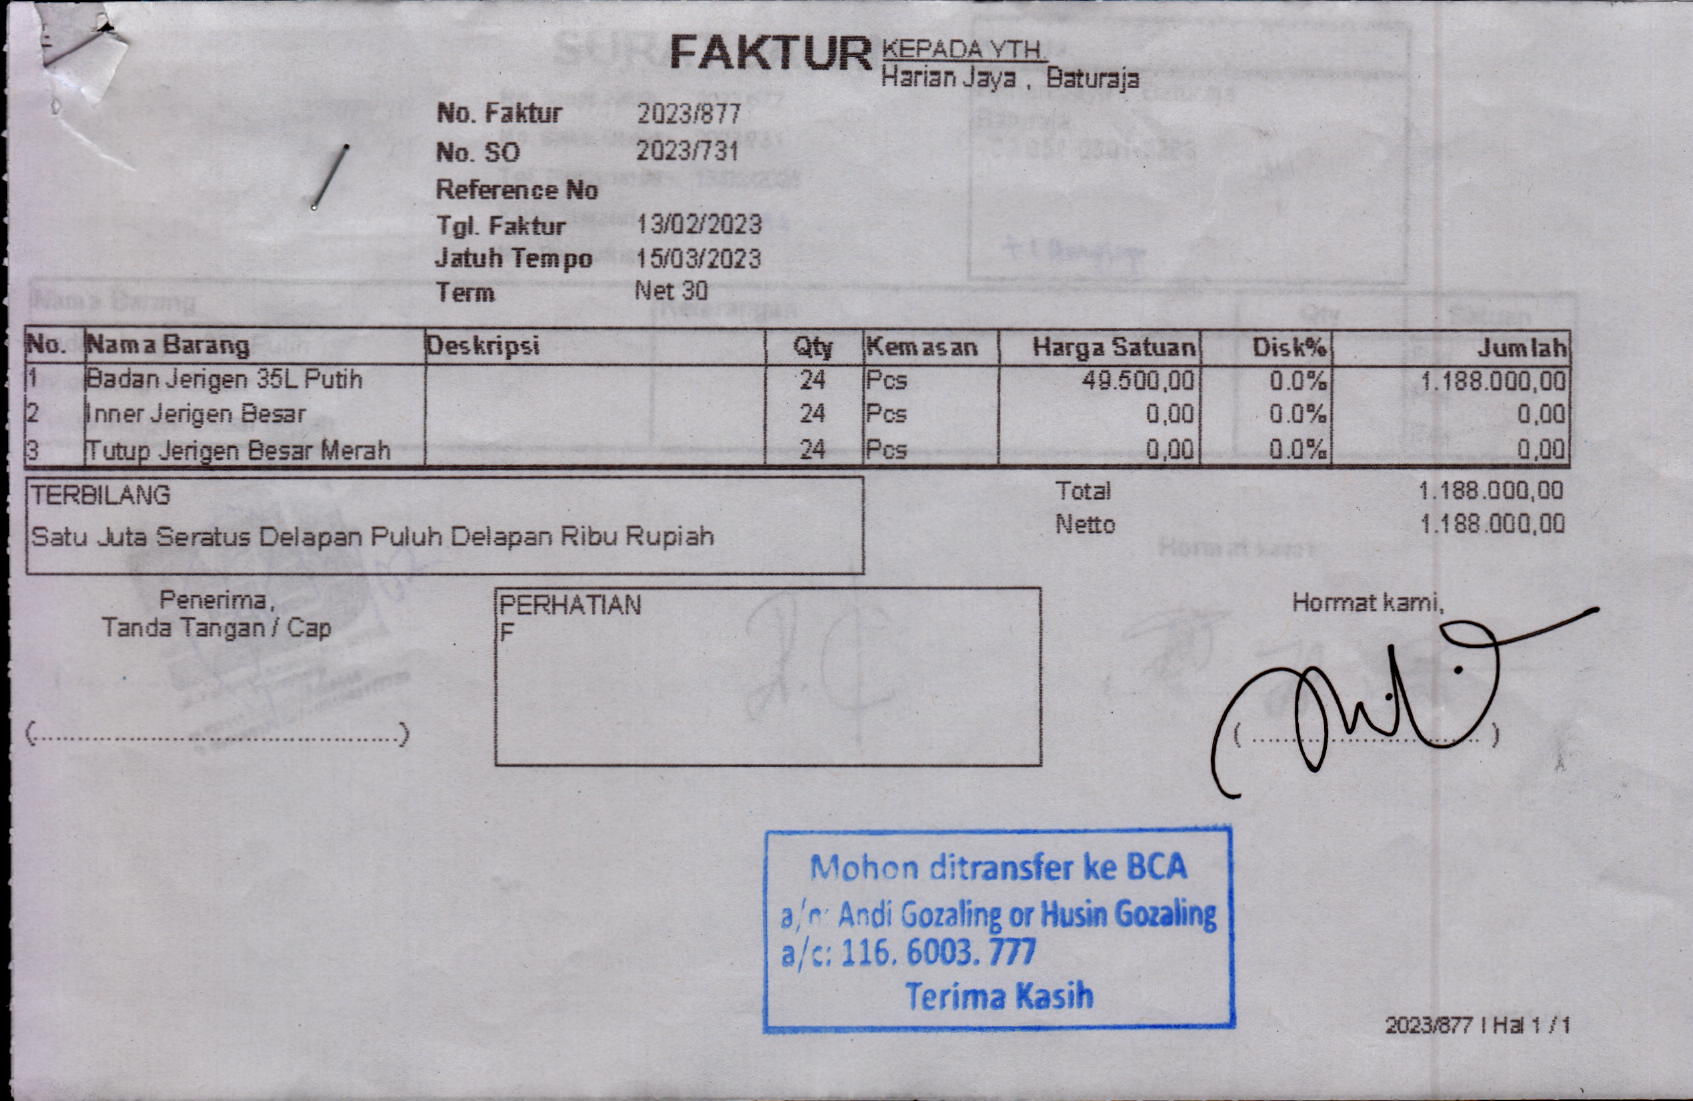 FAKTUR
KEPADA YTH.
Harian Jaya , Baturaja
No. Faktur 2023/877
No. SO 2023/731
Reference No
Tgl. Faktur 13/02/2023
Jatuh Tempo 15/03/2023
Term Net 30
No. Nama Barang Deskripsi Qty Kemasan Harga Satuan Disk% Jumlah
1 Badan Jerigen 35L Putih 24 Pcs 49.500,00 0.0% 1.188.000,00
2 Inner Jerigen Besar 24 Pcs 0,00 0.0% 0,00
3 Tutup Jerigen Besar Merah 24 Pcs 0,00 0.0% 0,00
TERBILANG
Satu Juta Seratus Delapan Puluh Delapan Ribu Rupiah
Total 1.188.000,00
Netto 1.188.000,00
Penerima,
Tanda Tangan / Cap
(..........................................................)
PERHATIAN
F
Hormat kami,
( ...................................... )
Mohon ditransfer ke BCA
a/n: Andi Gozaling or Husin Gozaling
a/c: 116. 6003. 777
Terima Kasih
2023/877 | Hal 1 / 1